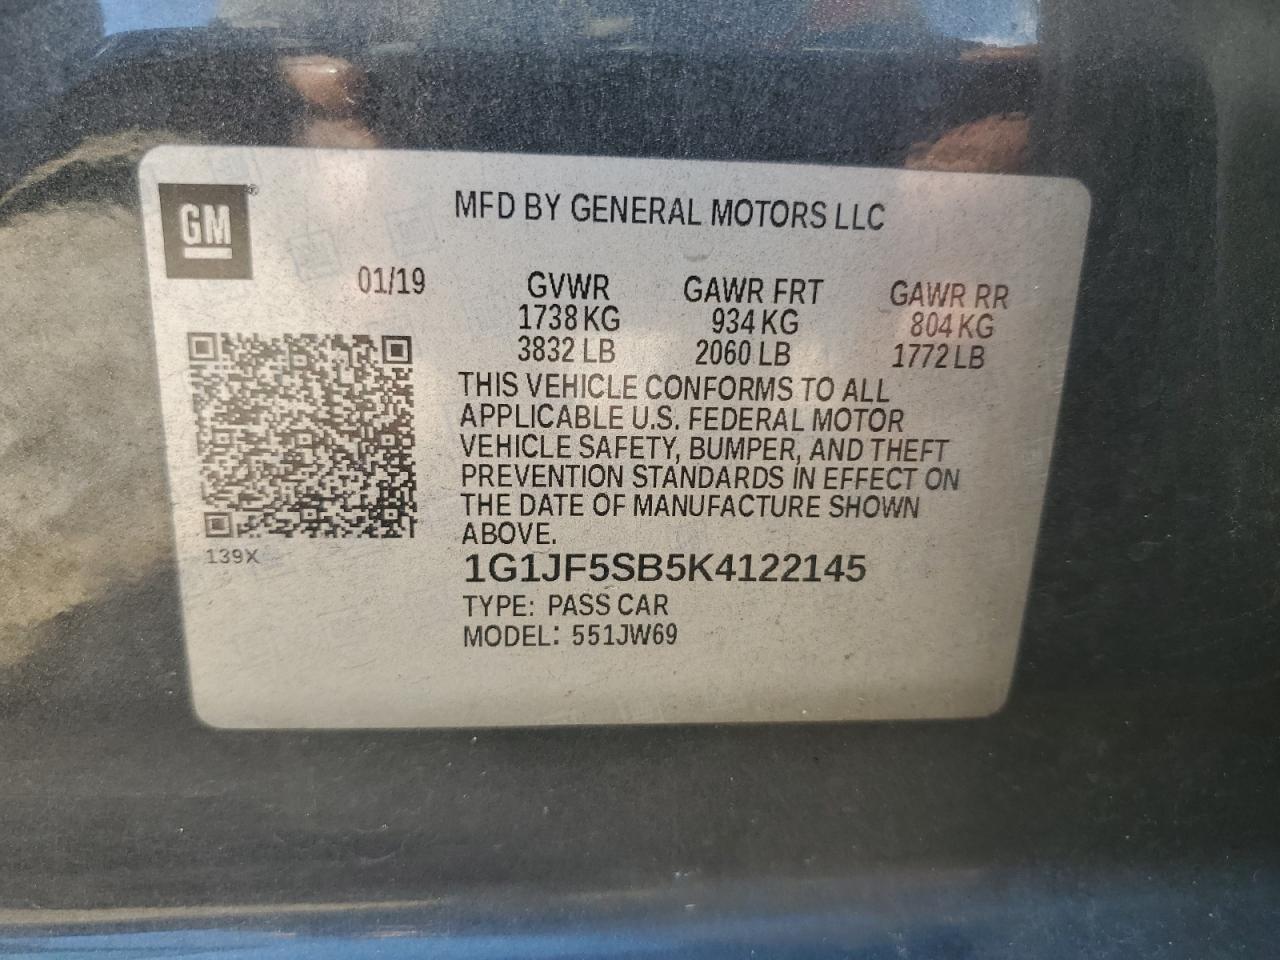 GM
MFD BY GENERAL MOTORS LLC
01/19
GVWR GAWR FRT GAWR RR
1738 KG 934 KG 804 KG
3832 LB 2060 LB 1772 LB
THIS VEHICLE CONFORMS TO ALL
APPLICABLE U.S. FEDERAL MOTOR
VEHICLE SAFETY, BUMPER, AND THEFT
PREVENTION STANDARDS IN EFFECT ON
THE DATE OF MANUFACTURE SHOWN
ABOVE.
139X
1G1JF5SB5K4122145
TYPE: PASS CAR
MODEL: 551JW69